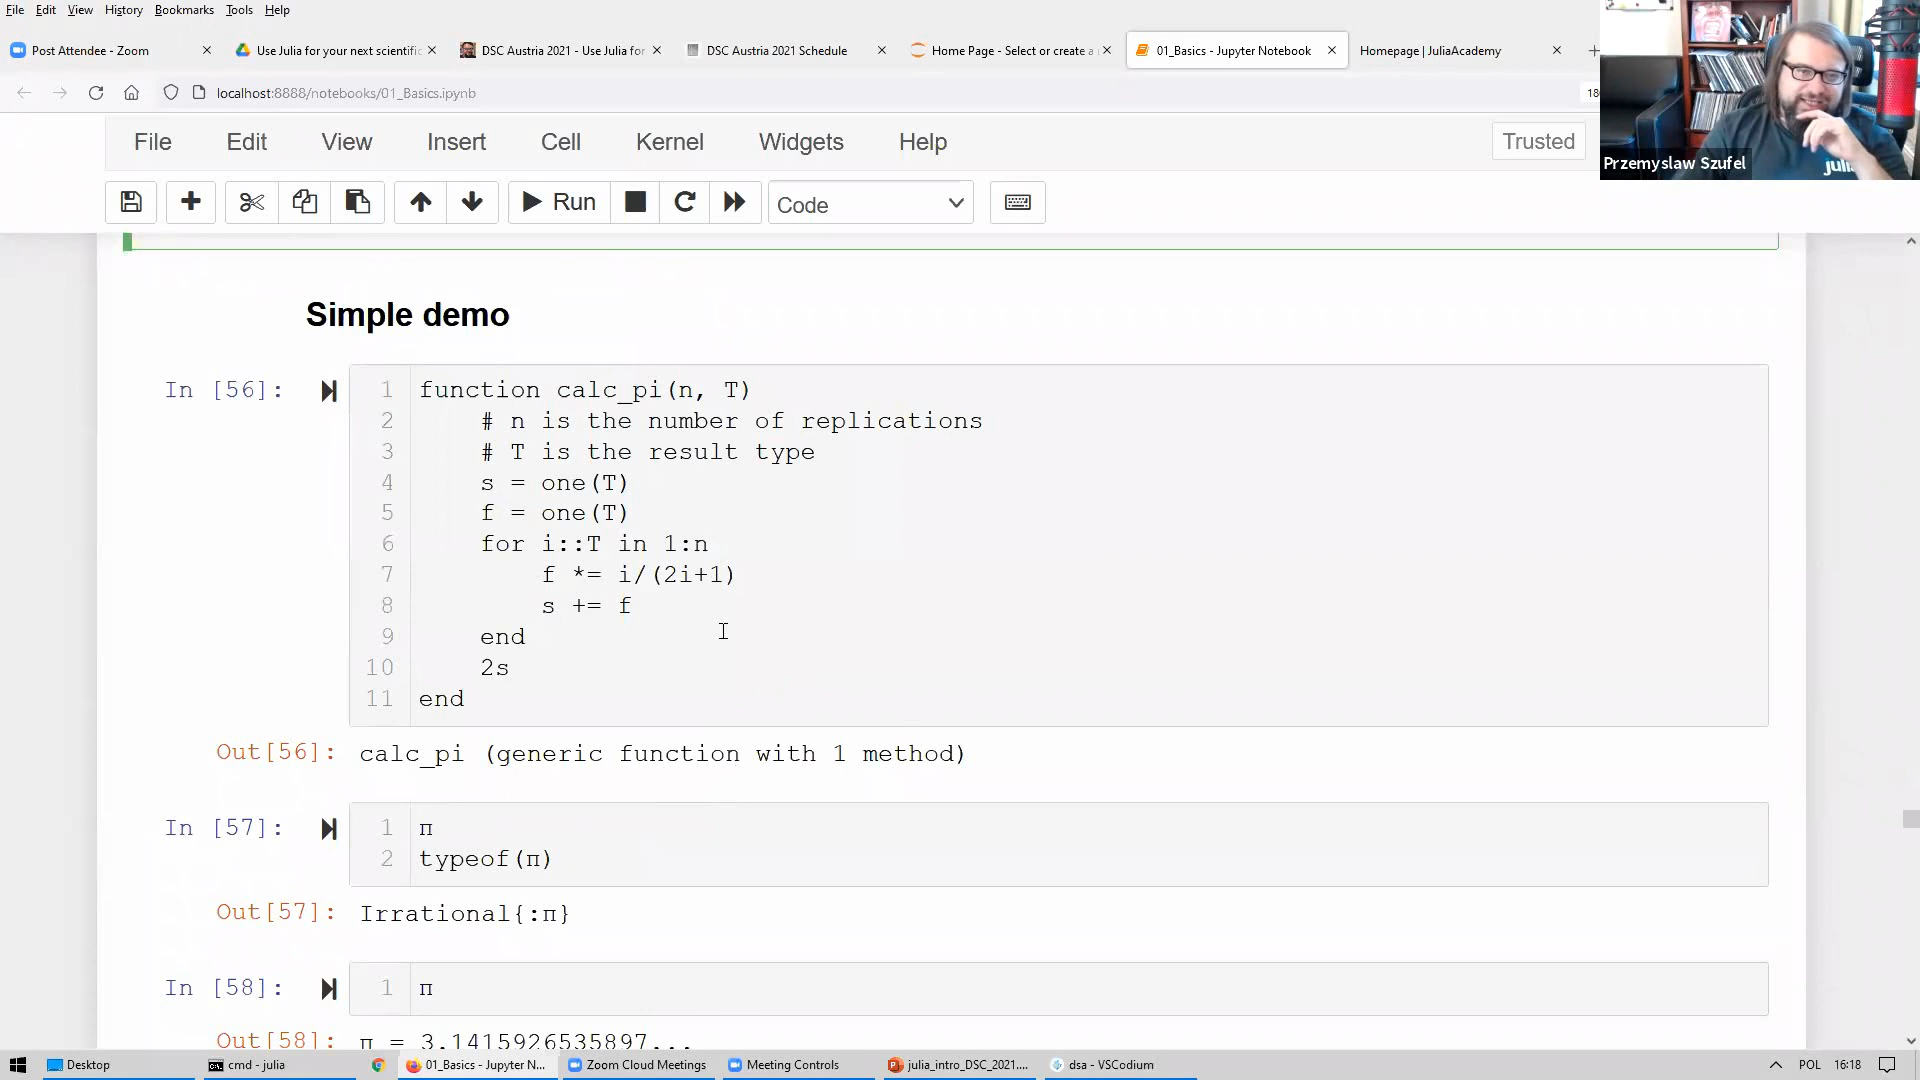 File Edit View History Bookmarks Tools Help
Post Attendee - Zoom
Use Julia for your next scientific
DSC Austria 2021 - Use Julia for
DSC Austria 2021 Schedule
Home Page - Select or create a
01_Basics - Jupyter Notebook
Homepage | JuliaAcademy
localhost:8888/notebooks/01_Basics.ipynb
Przemyslaw Szufel
File Edit View Insert Cell Kernel Widgets Help
Trusted
Run
Code
Simple demo
In [56]:
1 function calc_pi(n, T)
2 # n is the number of replications
3 # T is the result type
4 s = one(T)
5 f = one(T)
6 for i::T in 1:n
7 f *= i/(2i+1)
8 s += f
9 end
10 2s
11 end
Out[56]: calc_pi (generic function with 1 method)
In [57]:
1 π
2 typeof(π)
Out[57]: Irrational{:π}
In [58]:
1 π
Out[58]: π = 3.1415926535897...
Desktop
cmd - julia
01_Basics - Jupyter N...
Zoom Cloud Meetings
Meeting Controls
julia_intro_DSC_2021....
dsa - VSCodium
POL 16:18